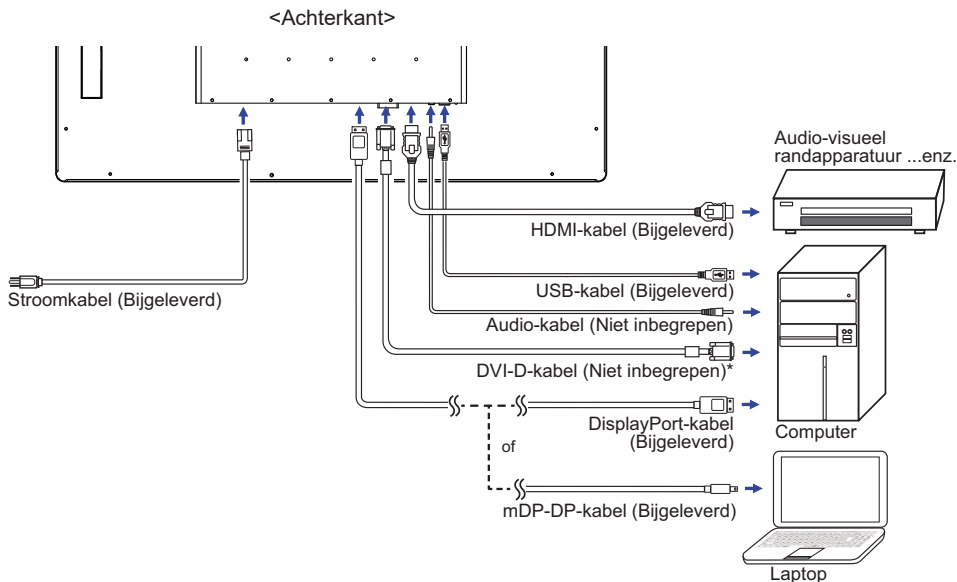 <Achterkant>
Audio-visueel
randapparatuur ...enz.
HDMI-kabel (Bijgeleverd)
Stroomkabel (Bijgeleverd)
USB-kabel (Bijgeleverd)
Audio-kabel (Niet inbegrepen)
DVI-D-kabel (Niet inbegrepen)*
DisplayPort-kabel
(Bijgeleverd)
Computer
of
mDP-DP-kabel (Bijgeleverd)
Laptop